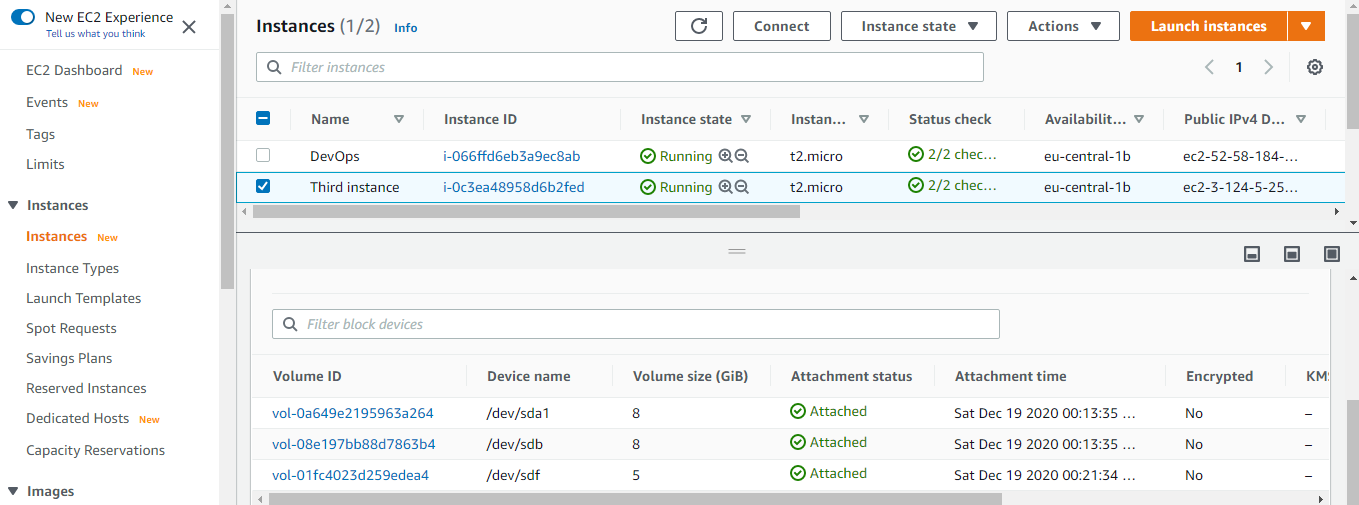 New EC2 Experience
Tell us what you think
EC2 Dashboard New
Events New
Tags
Limits
Instances
Instances New
Instance Types
Launch Templates
Spot Requests
Savings Plans
Reserved Instances
Dedicated Hosts New
Capacity Reservations
Images
Instances (1/2) Info
Connect
Instance state
Actions
Launch instances
Filter instances
1
Name Instance ID Instance state Instan... Status check Availabilit... Public IPv4 D...
DevOps i-066ffd6eb3a9ec8ab Running t2.micro 2/2 chec... eu-central-1b ec2-52-58-184-...
Third instance i-0c3ea48958d6b2fed Running t2.micro 2/2 chec... eu-central-1b ec2-3-124-5-25...
Filter block devices
Volume ID Device name Volume size (GiB) Attachment status Attachment time Encrypted KMS
vol-0a649e2195963a264 /dev/sda1 8 Attached Sat Dec 19 2020 00:13:35 ... No –
vol-08e197bb88d7863b4 /dev/sdb 8 Attached Sat Dec 19 2020 00:13:35 ... No –
vol-01fc4023d259edea4 /dev/sdf 5 Attached Sat Dec 19 2020 00:21:34 ... No –